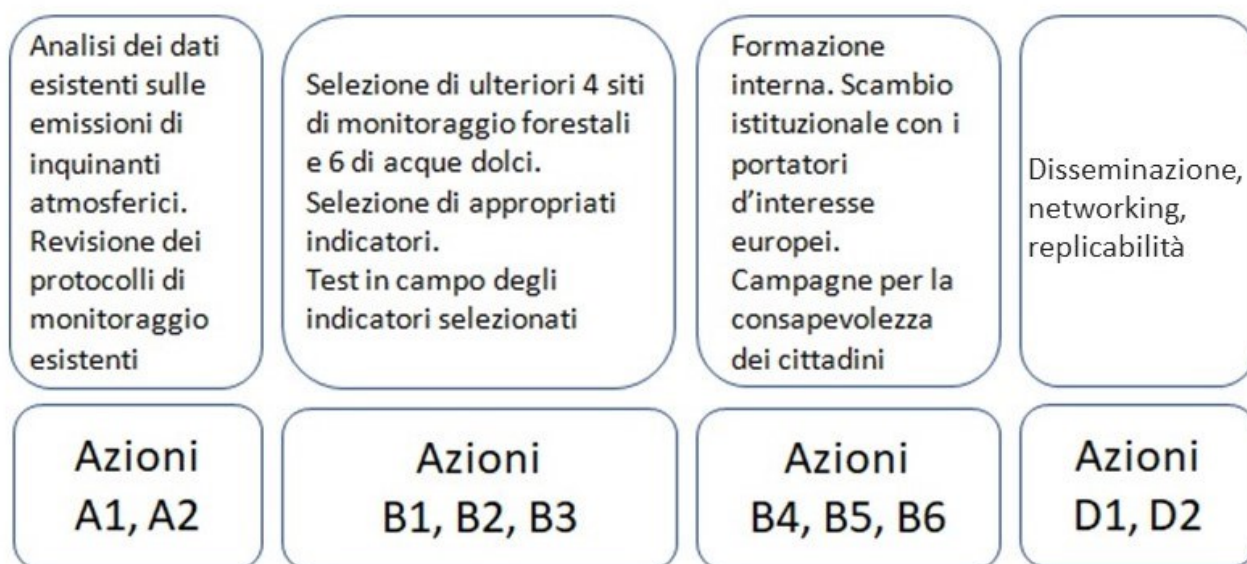 Analisi dei dati
esistenti sulle
emissioni di
inquinanti
atmosferici.
Revisione dei
protocolli di
monitoraggio
esistenti
Selezione di ulteriori 4 siti
di monitoraggio forestali
e 6 di acque dolci.
Selezione di appropriati
indicatori.
Test in campo degli
indicatori selezionati
Formazione
interna. Scambio
istituzionale con i
portatori
d’interesse
europei.
Campagne per la
consapevolezza
dei cittadini
Disseminazione,
networking,
replicabilità
Azioni
A1, A2
Azioni
B1, B2, B3
Azioni
B4, B5, B6
Azioni
D1, D2